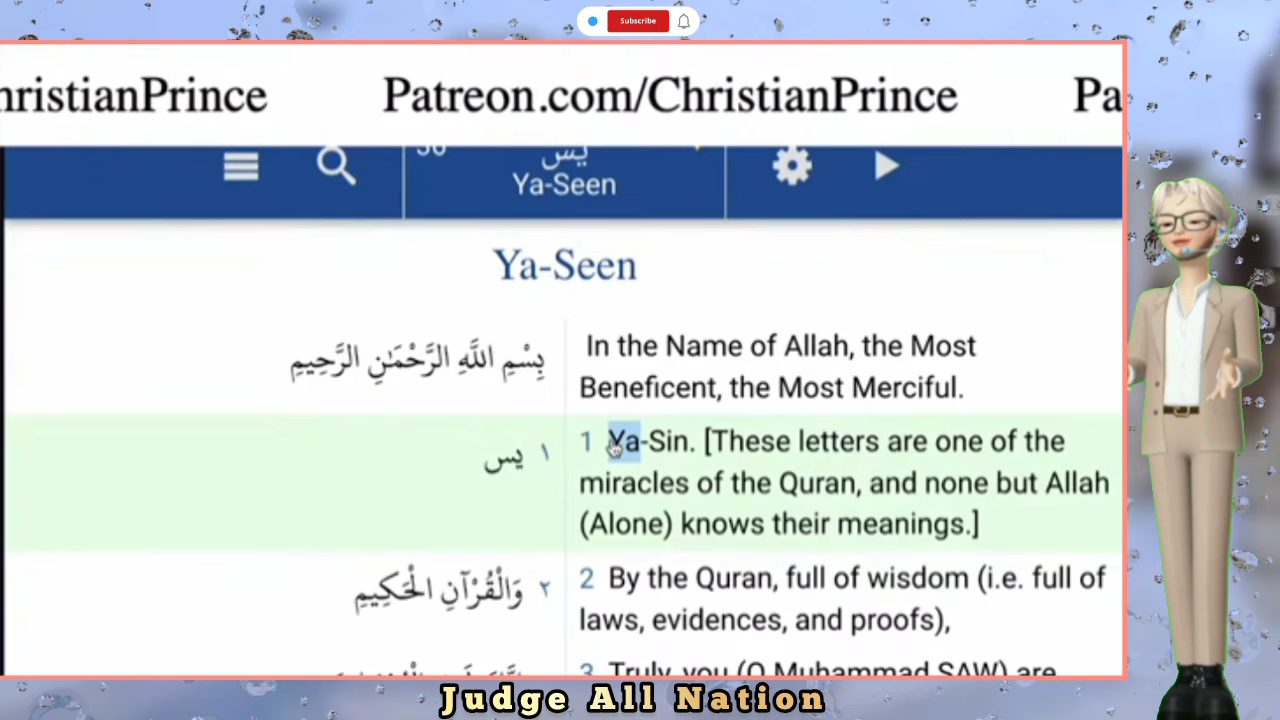 Subscribe
hristianPrince Patreon.com/ChristianPrince Pa
36
يس
Ya-Seen
Ya-Seen
بِسْمِ اللَّهِ الرَّحْمَٰنِ الرَّحِيمِ
In the Name of Allah, the Most
Beneficent, the Most Merciful.
١ يس
1 Ya-Sin. [These letters are one of the
miracles of the Quran, and none but Allah
(Alone) knows their meanings.]
٢ وَالْقُرْآنِ الْحَكِيمِ
2 By the Quran, full of wisdom (i.e. full of
laws, evidences, and proofs),
3 Truly, you (O Muhammad SAW) are
Judge All Nation